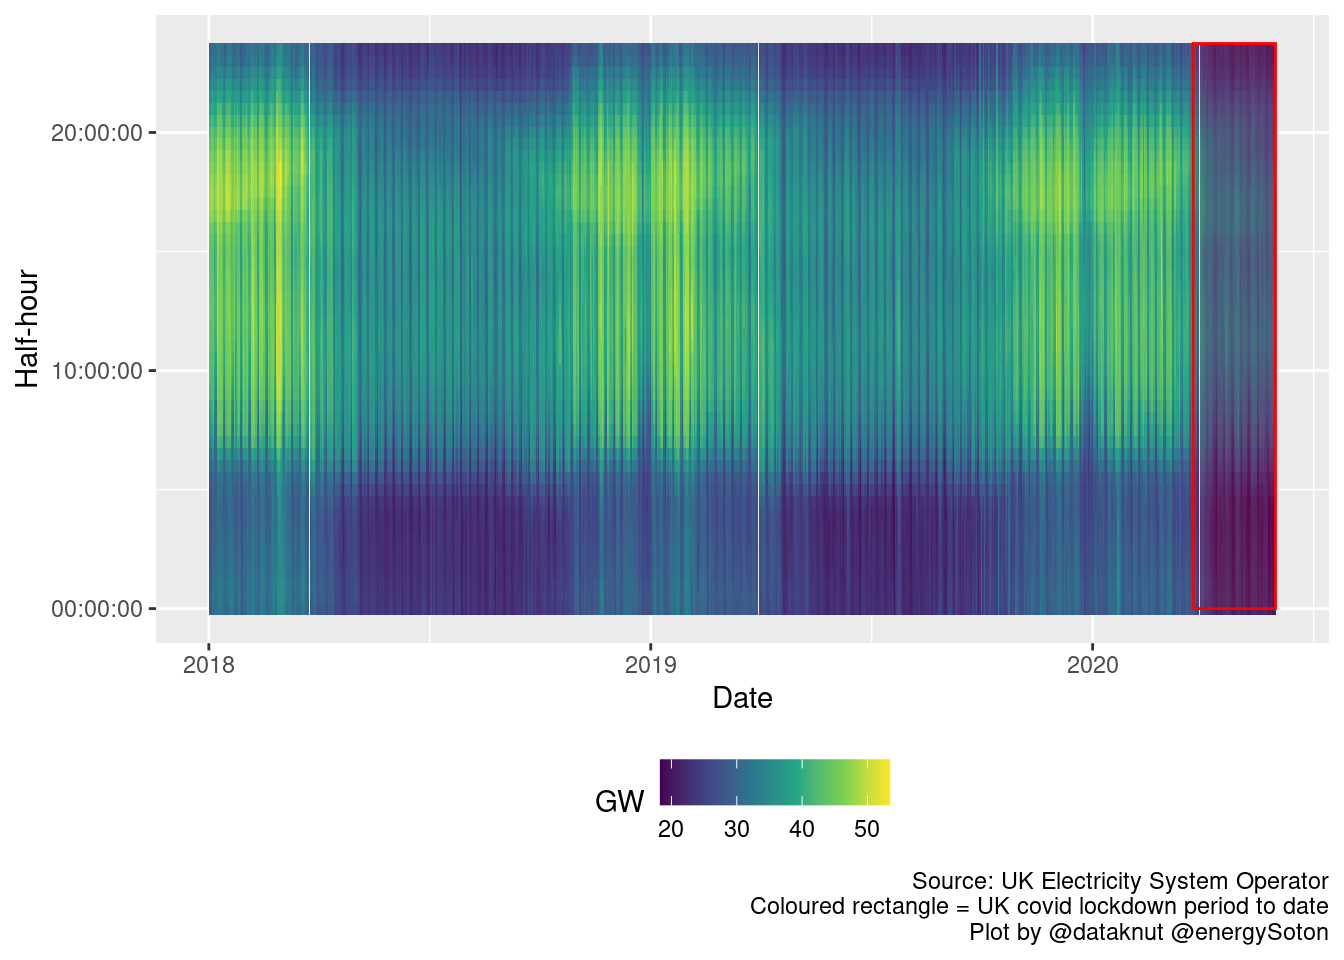 20:00:00
10:00:00
00:00:00
Half-hour
2018 2019 2020
Date
GW
20 30 40 50
Source: UK Electricity System Operator
Coloured rectangle = UK covid lockdown period to date
Plot by @dataknut @energySoton